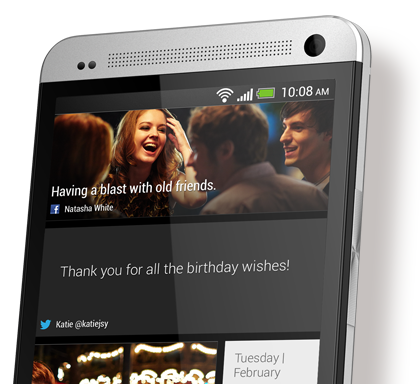 10:08 AM
Having a blast with old friends.
f Natasha White
Thank you for all the birthday wishes!
Katie @katiejsy
Tuesday |
February